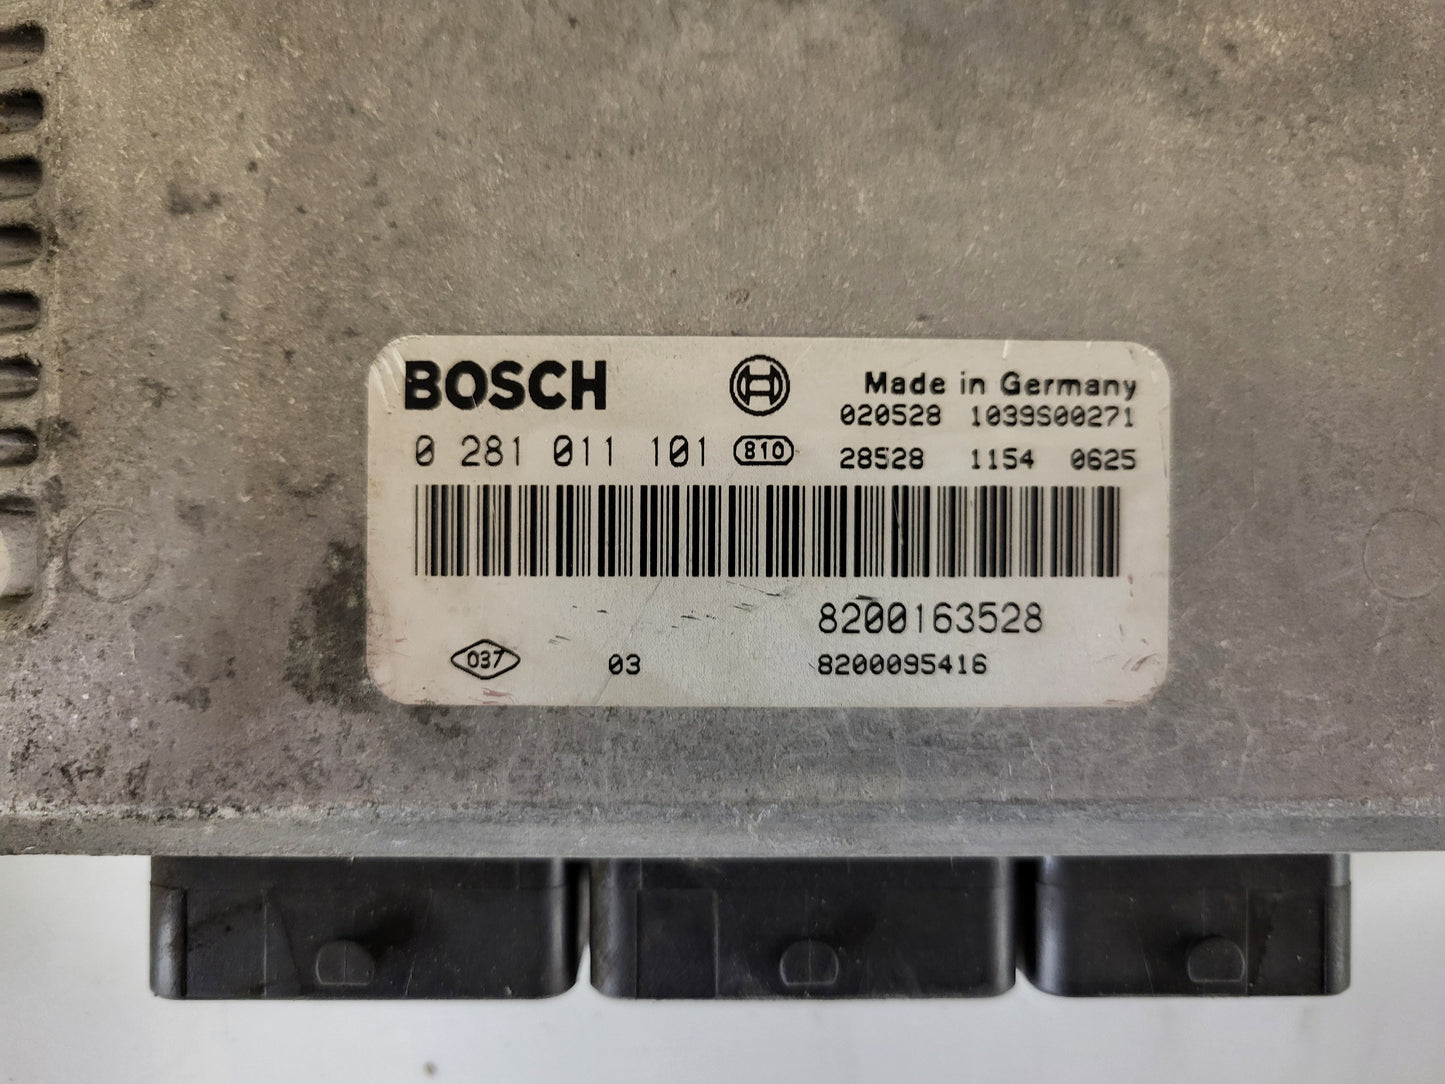 BOSCH
Made in Germany
020528 1039S00271
0 281 011 101 810
28528 1154 0625
8200163528
037 03 8200095416